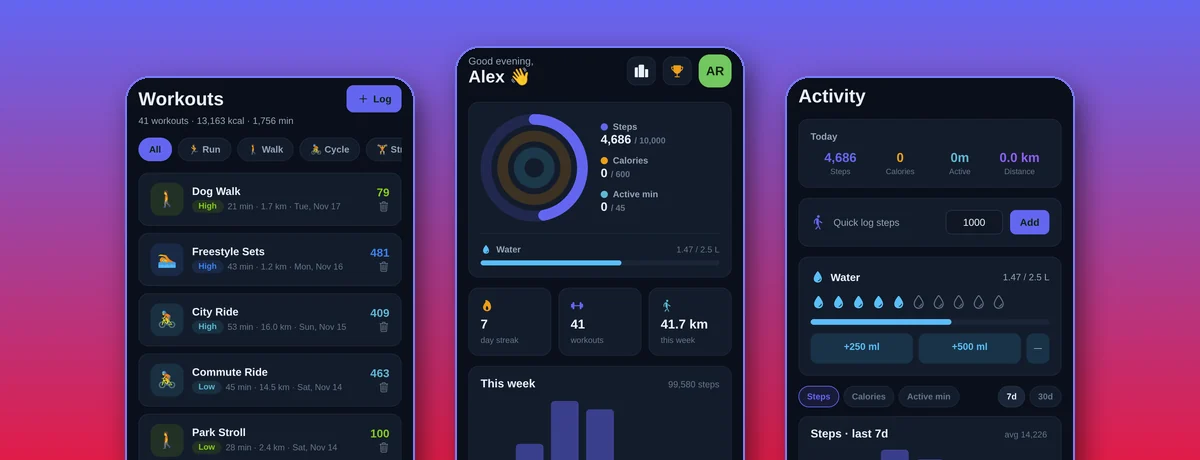 Workouts
+ Log
41 workouts · 13,163 kcal · 1,756 min
All
Run
Walk
Cycle
Dog Walk
79
High 21 min · 1.7 km · Tue, Nov 17
Freestyle Sets
481
High 43 min · 1.2 km · Mon, Nov 16
City Ride
409
High 53 min · 16.0 km · Sun, Nov 15
Commute Ride
463
Low 45 min · 14.5 km · Sat, Nov 14
Park Stroll
100
Low 28 min · 2.4 km · Sat, Nov 14
Good evening,
Alex
AR
Steps
4,686 / 10,000
Calories
0 / 600
Active min
0 / 45
Water
1.47 / 2.5 L
7
day streak
41
workouts
41.7 km
this week
This week
99,580 steps
Activity
Today
4,686
Steps
0
Calories
0m
Active
0.0 km
Distance
Quick log steps
1000
Add
Water
1.47 / 2.5 L
+250 ml
+500 ml
—
Steps
Calories
Active min
7d
30d
Steps · last 7d
avg 14,226